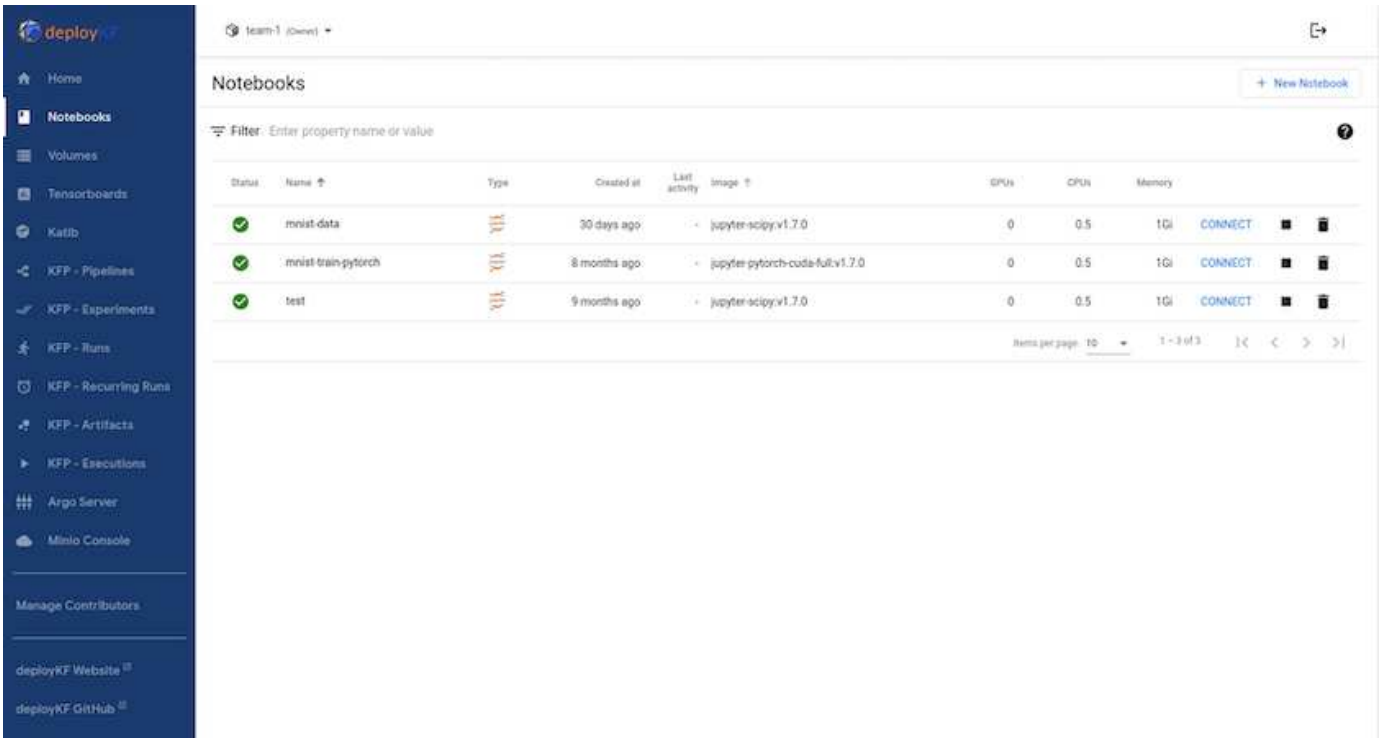 deployKF
team-1 (Owner)
Home
Notebooks
Volumes
Tensorboards
Katib
KFP - Pipelines
KFP - Experiments
KFP - Runs
KFP - Recurring Runs
KFP - Artifacts
KFP - Executions
Argo Server
Minio Console
Manage Contributors
deployKF Website
deployKF GitHub
Notebooks
+ New Notebook
Filter Enter property name or value
Status Name Type Created at Last activity Image GPUs CPUs Memory
mnist-data 30 days ago - jupyter-scipy:v1.7.0 0 0.5 1Gi CONNECT
mnist-train-pytorch 8 months ago - jupyter-pytorch-cuda-full:v1.7.0 0 0.5 1Gi CONNECT
test 9 months ago - jupyter-scipy:v1.7.0 0 0.5 1Gi CONNECT
Items per page 10 1 - 3 of 3